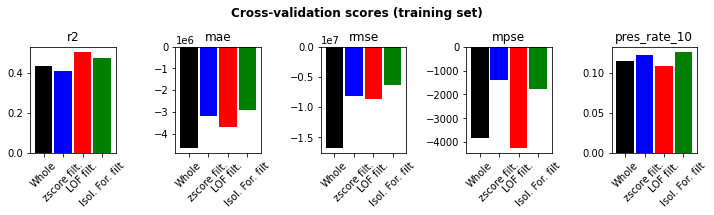 Cross-validation scores (training set)
r2
0.4
0.2
0.0
Whole
zscore filt.
LOF filt.
Isol. For. filt
mae
1e6
0
−1
−2
−3
−4
Whole
zscore filt.
LOF filt.
Isol. For. filt
rmse
1e7
0.0
−0.5
−1.0
−1.5
Whole
zscore filt.
LOF filt.
Isol. For. filt
mpse
0
−1000
−2000
−3000
−4000
Whole
zscore filt.
LOF filt.
Isol. For. filt
pres_rate_10
0.10
0.05
0.00
Whole
zscore filt.
LOF filt.
Isol. For. filt